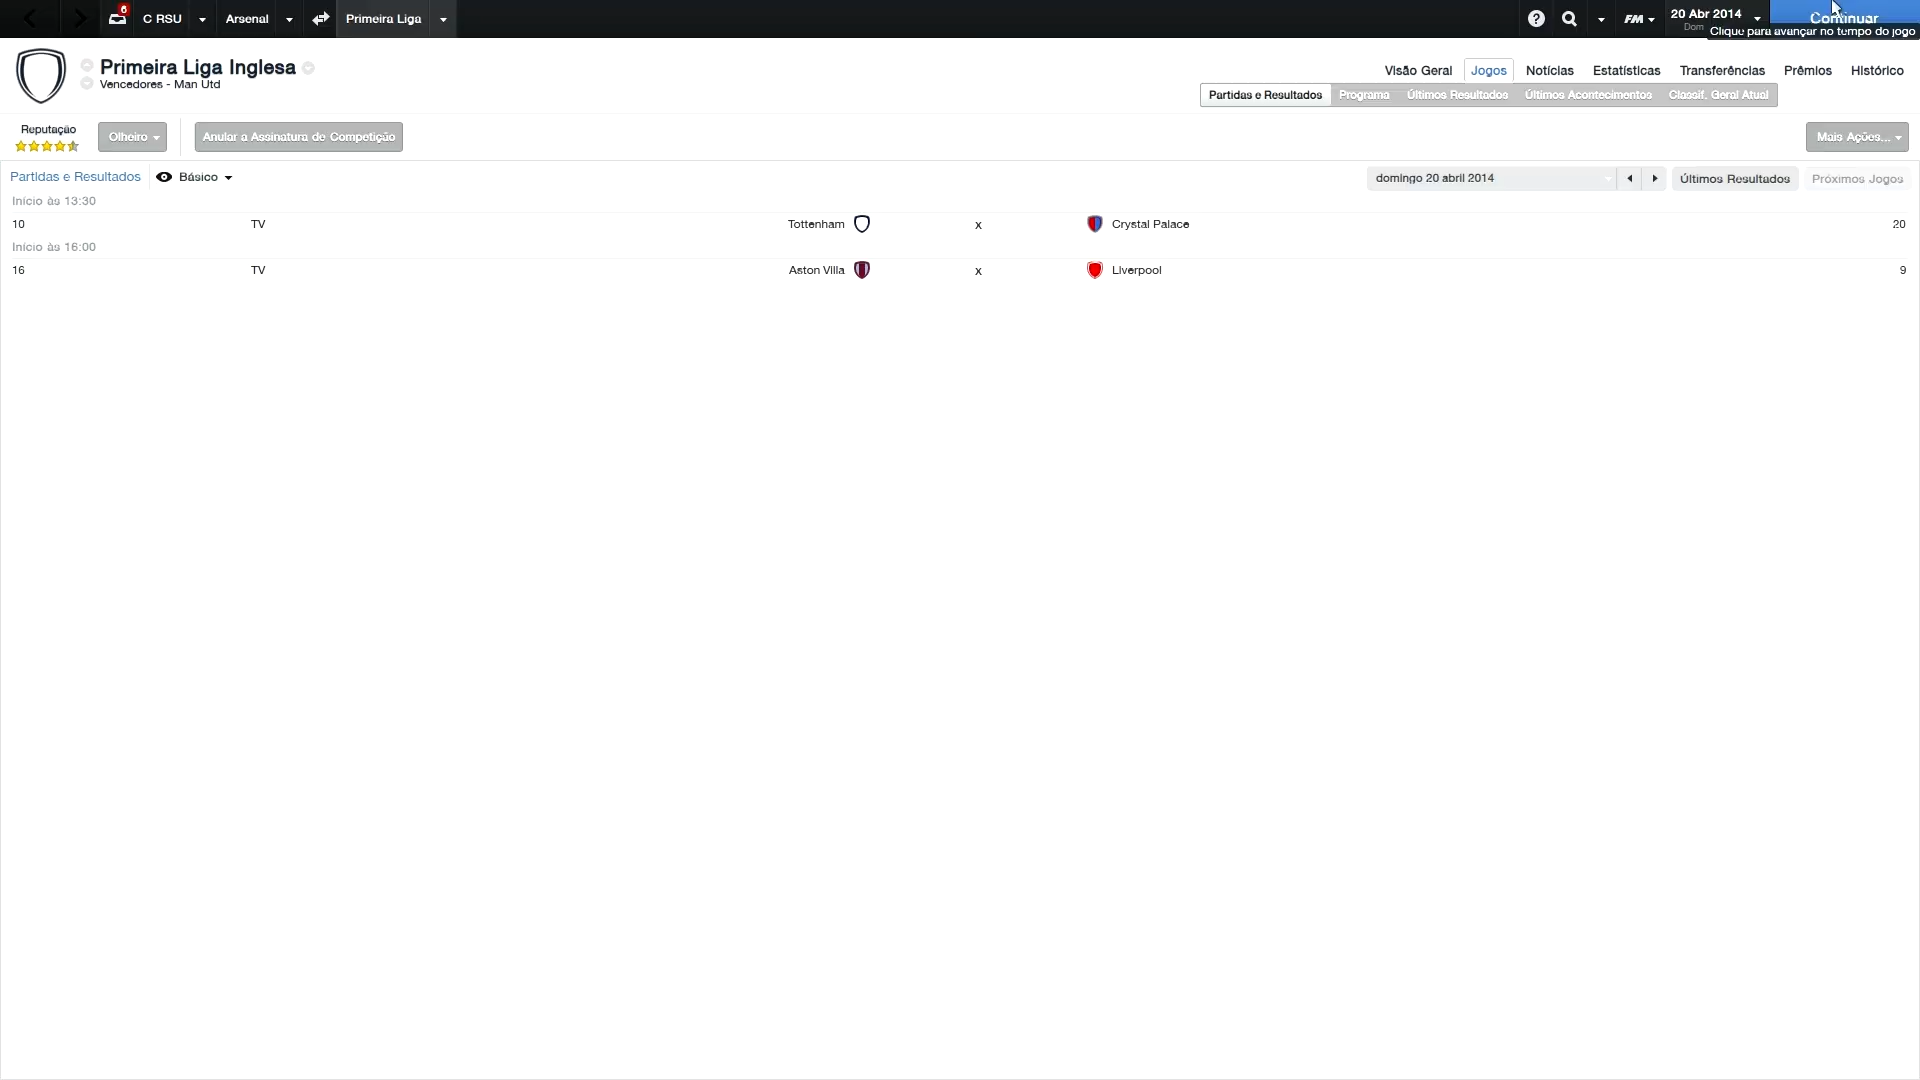 6 C RSU Arsenal Primeira Liga FM 20 Abr 2014 Continuar
Dom Clique para avançar no tempo do jogo
Primeira Liga Inglesa
Vencedores - Man Utd
Visão Geral Jogos Notícias Estatísticas Transferências Prêmios Histórico
Partidas e Resultados Programa Últimos Resultados Últimos Acontecimentos Classif. Geral Atual
Reputação Olheiro Anular a Assinatura de Competição Mais Ações...
Partidas e Resultados Básico domingo 20 abril 2014 Últimos Resultados Próximos Jogos
Início às 13:30
10 TV Tottenham x Crystal Palace 20
Início às 16:00
16 TV Aston Villa x Liverpool 9